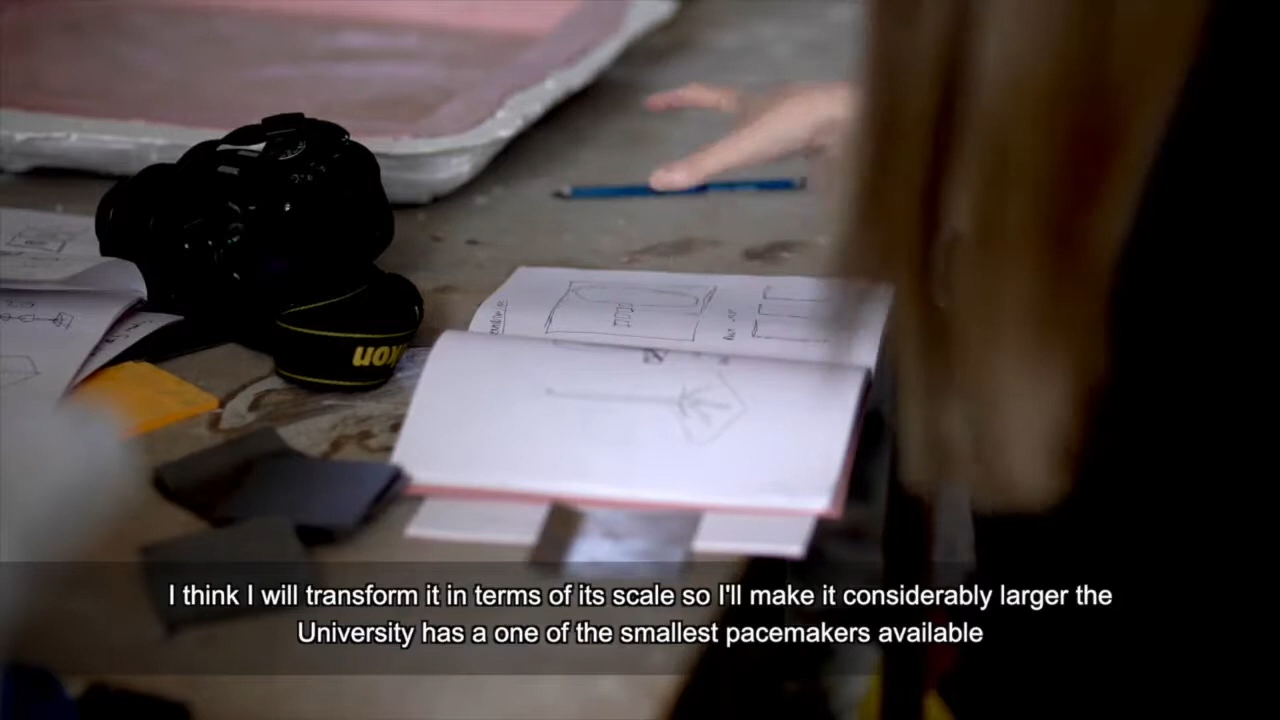 kon
I think I will transform it in terms of its scale so I'll make it considerably larger the
University has a one of the smallest pacemakers available